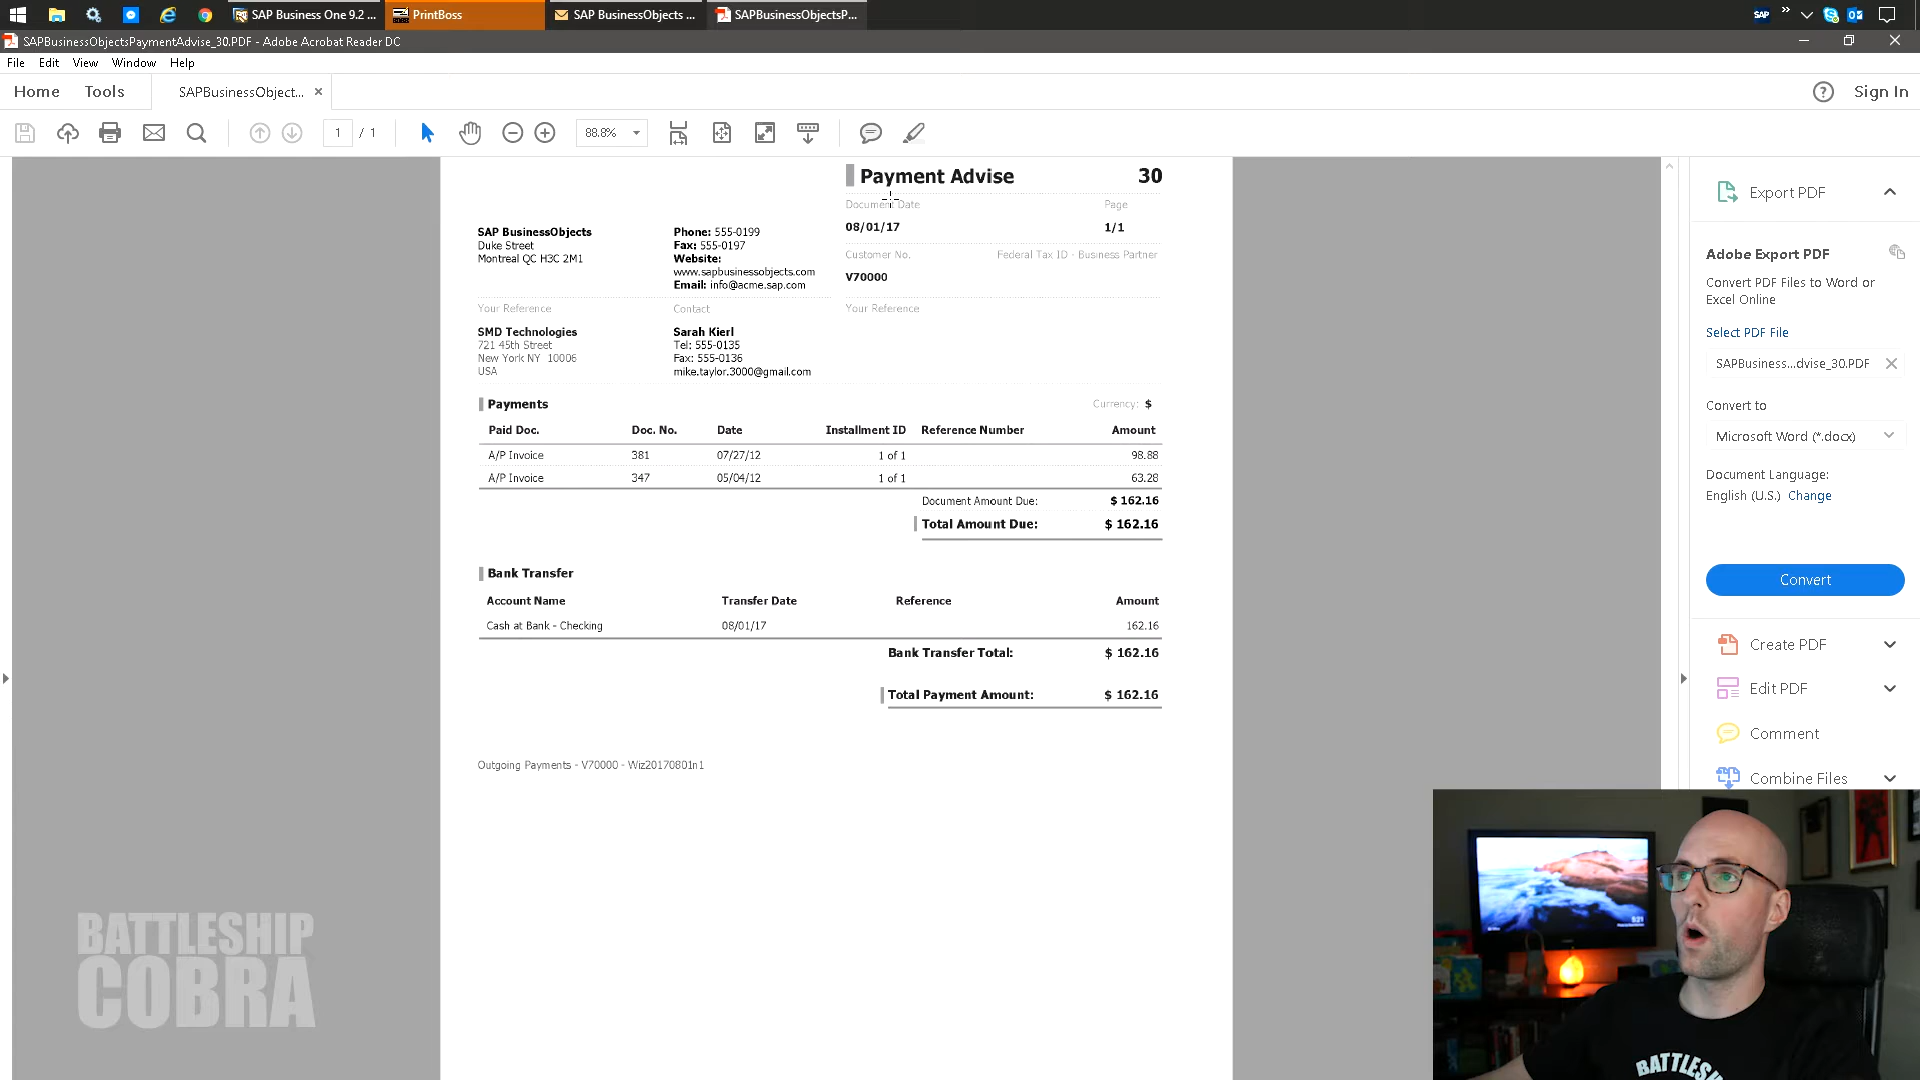 SAP Business One 9.2 ...
PrintBoss
SAP BusinessObjects ...
SAPBusinessObjectsP...
SAP
SAPBusinessObjectsPaymentAdvise_30.PDF - Adobe Acrobat Reader DC
File Edit View Window Help
Home Tools SAPBusinessObject... Sign In
1 / 1 88.8%
Payment Advise 30
Document Date Page
08/01/17 1/1
Customer No. Federal Tax ID - Business Partner
V70000
SAP BusinessObjects
Duke Street
Montreal QC H3C 2M1
Phone: 555-0199
Fax: 555-0197
Website:
www.sapbusinessobjects.com
Email: info@acme.sap.com
Your Reference Contact Your Reference
SMD Technologies
721 45th Street
New York NY 10006
USA
Sarah Kierl
Tel: 555-0135
Fax: 555-0136
mike.taylor.3000@gmail.com
Payments Currency: $
Paid Doc. Doc. No. Date Installment ID Reference Number Amount
A/P Invoice 381 07/27/12 1 of 1 98.88
A/P Invoice 347 05/04/12 1 of 1 63.28
Document Amount Due: $ 162.16
Total Amount Due: $ 162.16
Bank Transfer
Account Name Transfer Date Reference Amount
Cash at Bank - Checking 08/01/17 162.16
Bank Transfer Total: $ 162.16
Total Payment Amount: $ 162.16
Outgoing Payments - V70000 - Wiz20170801n1
Export PDF
Adobe Export PDF
Convert PDF Files to Word or
Excel Online
Select PDF File
SAPBusiness...dvise_30.PDF
Convert to
Microsoft Word (*.docx)
Document Language:
English (U.S.) Change
Convert
Create PDF
Edit PDF
Comment
Combine Files
BATTLESHIP
COBRA